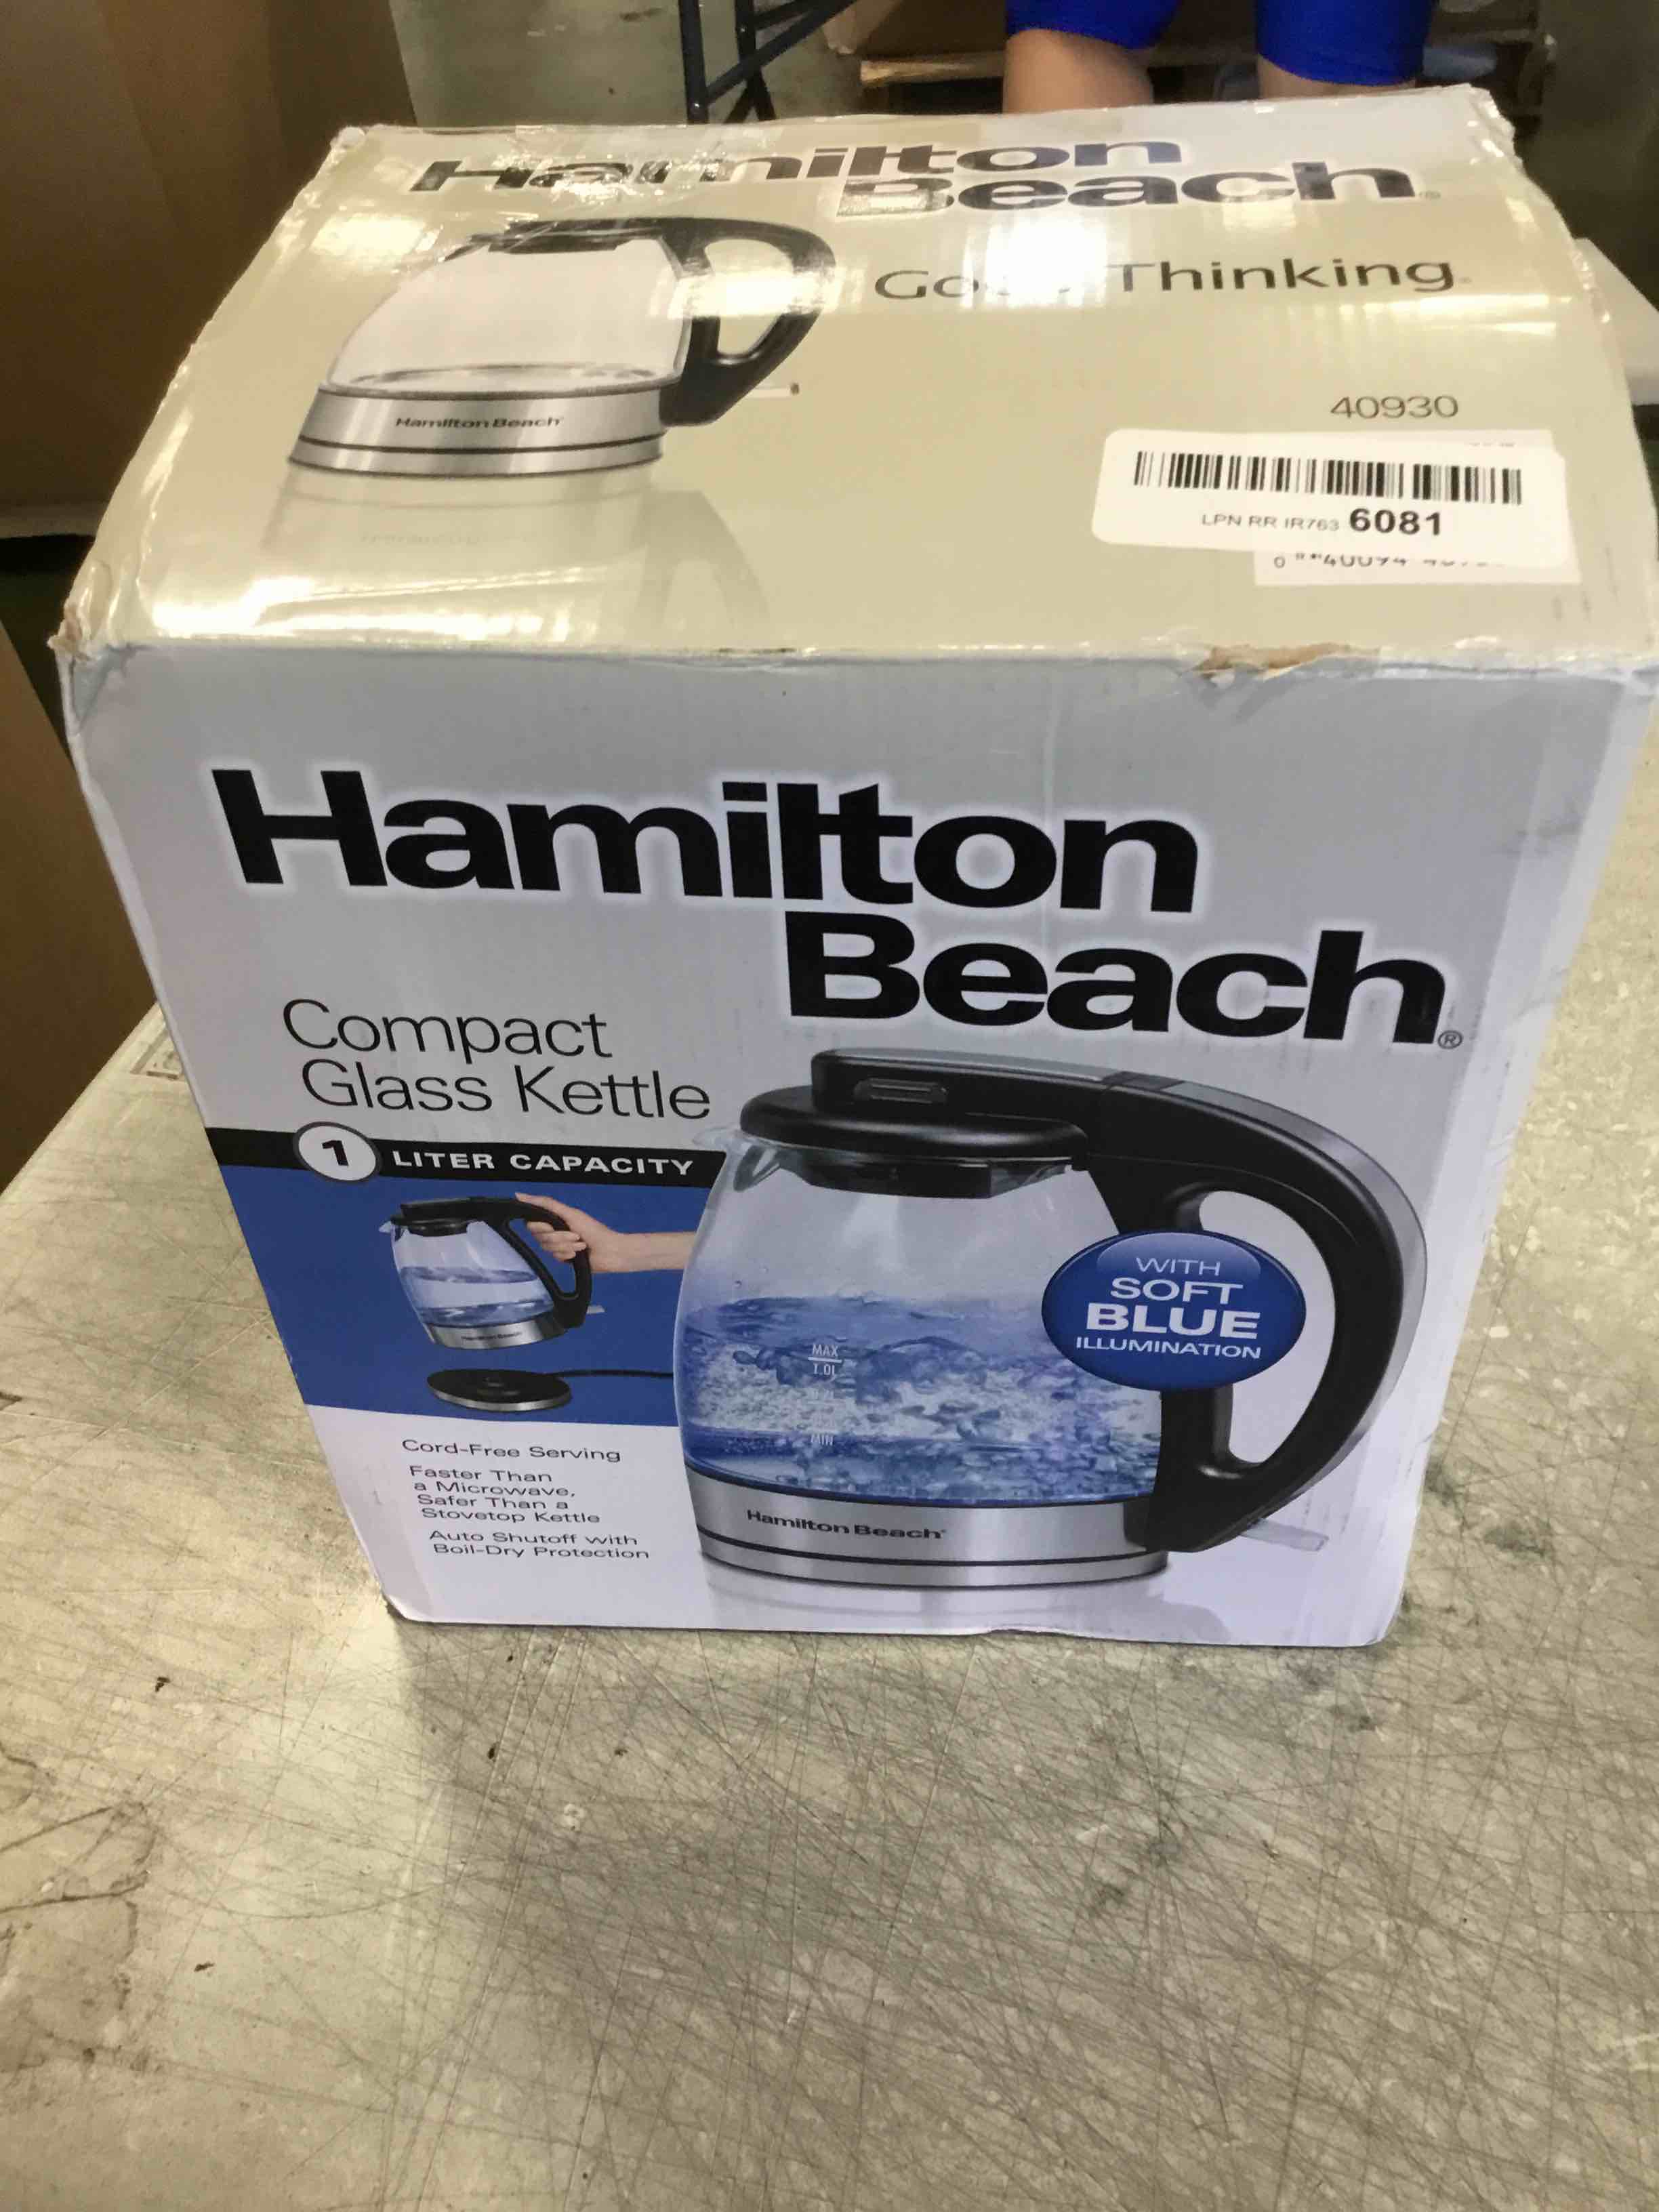 Hamilton
Beach®
Thinking
Hamilton Beach
40930
LPN RR IR763 6081
Hamilton
Beach®
Compact
Glass Kettle
1 LITER CAPACITY
WITH
SOFT
BLUE
ILLUMINATION
MAX
1.0L
MIN
Hamilton Beach
Cord-Free Serving
Faster Than
a Microwave,
Safer Than a
Stovetop Kettle
Auto Shutoff with
Boil-Dry Protection
Hamilton Beach